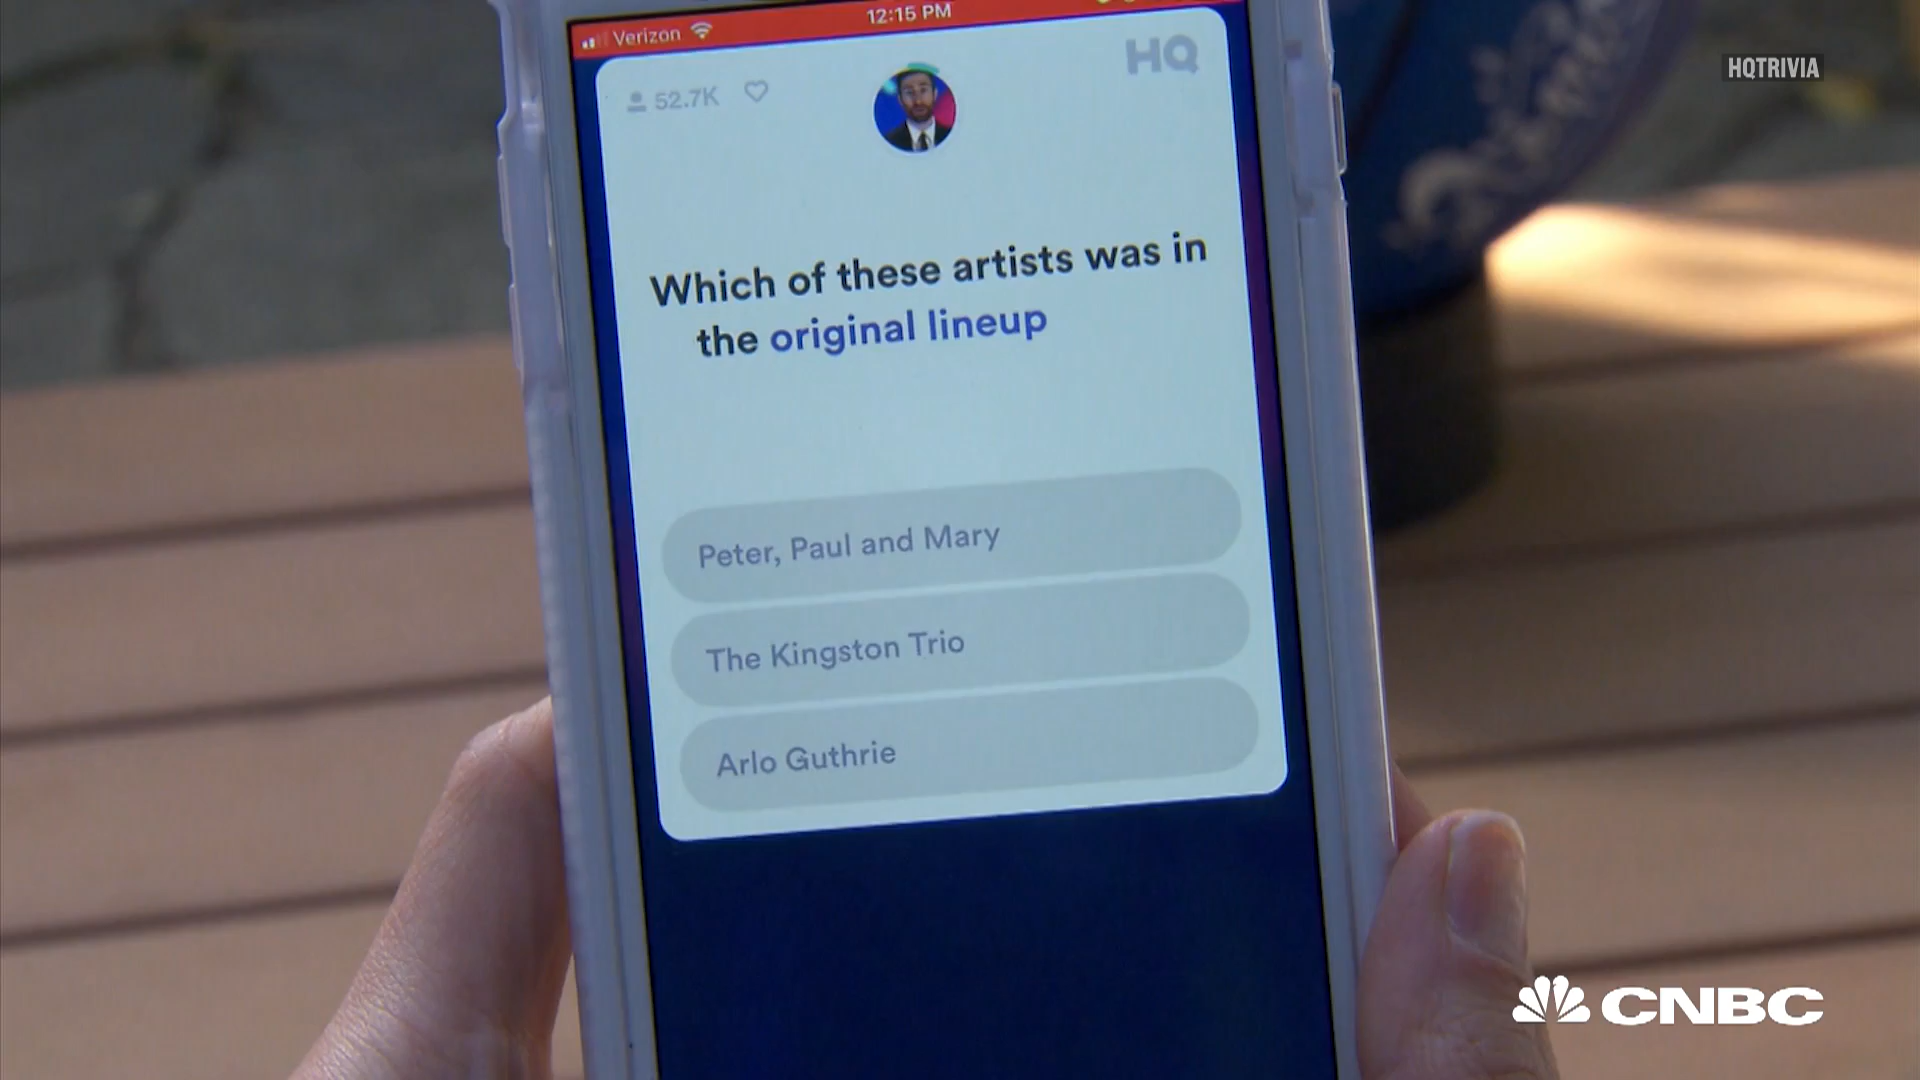 Verizon
12:15 PM
HQTRIVIA
52.7K
HQ
Which of these artists was in
the original lineup
Peter, Paul and Mary
The Kingston Trio
Arlo Guthrie
CNBC